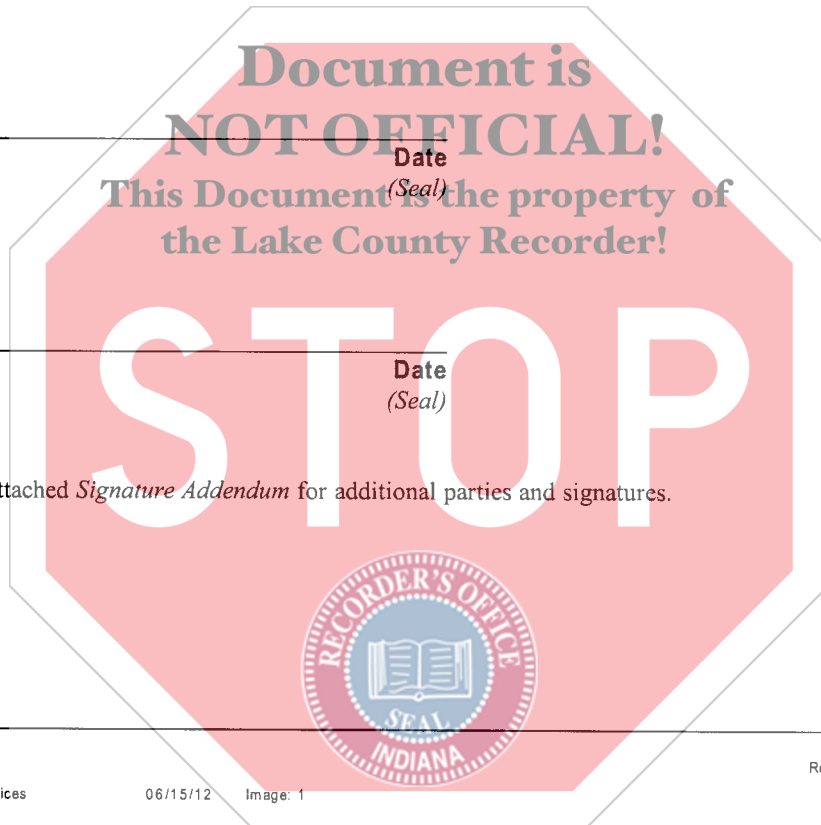 Document is
NOT OFFICIAL!
Date
(Seal)
This Document is the property of
the Lake County Recorder!
STOP
Date
(Seal)
ttached Signature Addendum for additional parties and signatures.
RECORDER'S OFFICE
SEAL
INDIANA
R
ices 06/15/12 Image: 1